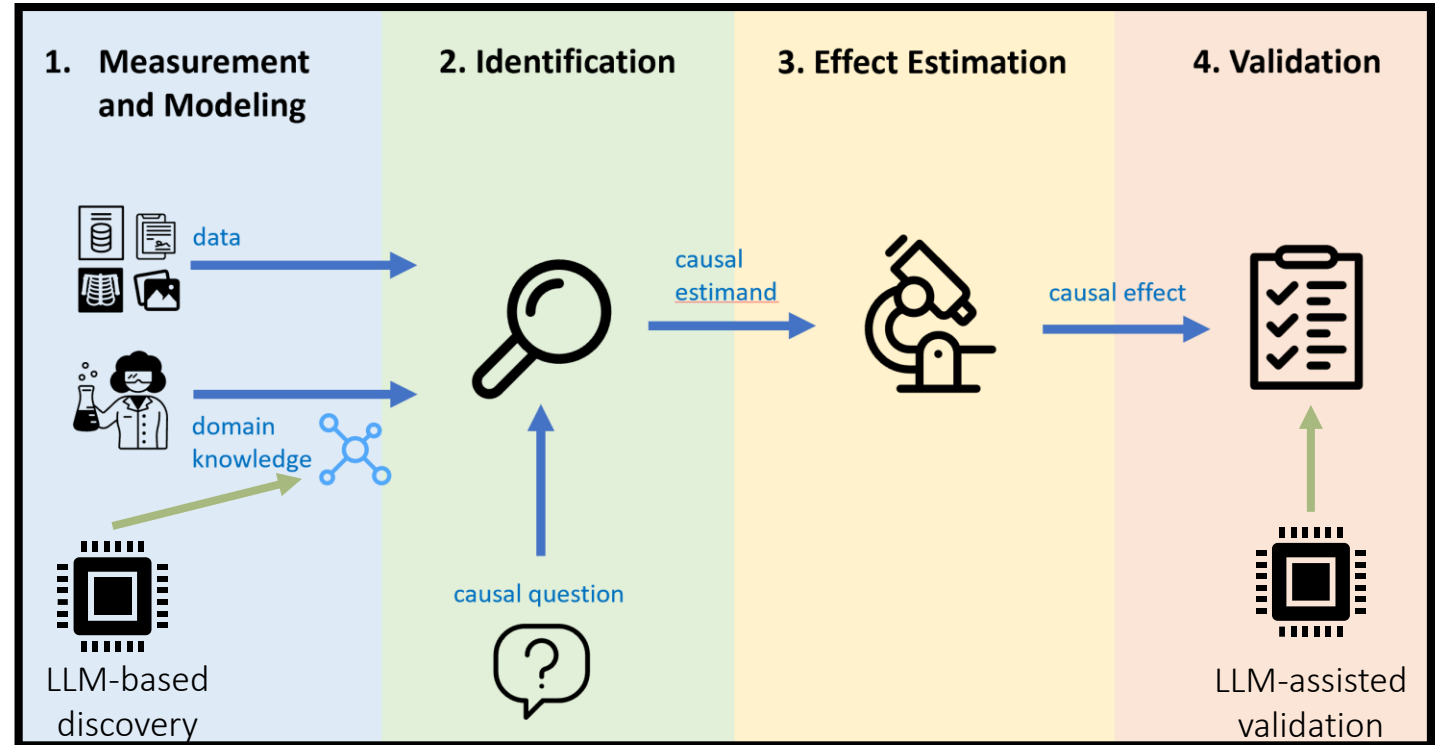 1. Measurement
and Modeling
2. Identification
3. Effect Estimation
4. Validation
data
domain
knowledge
LLM-based
discovery
causal question
?
causal
estimand
causal effect
LLM-assisted
validation